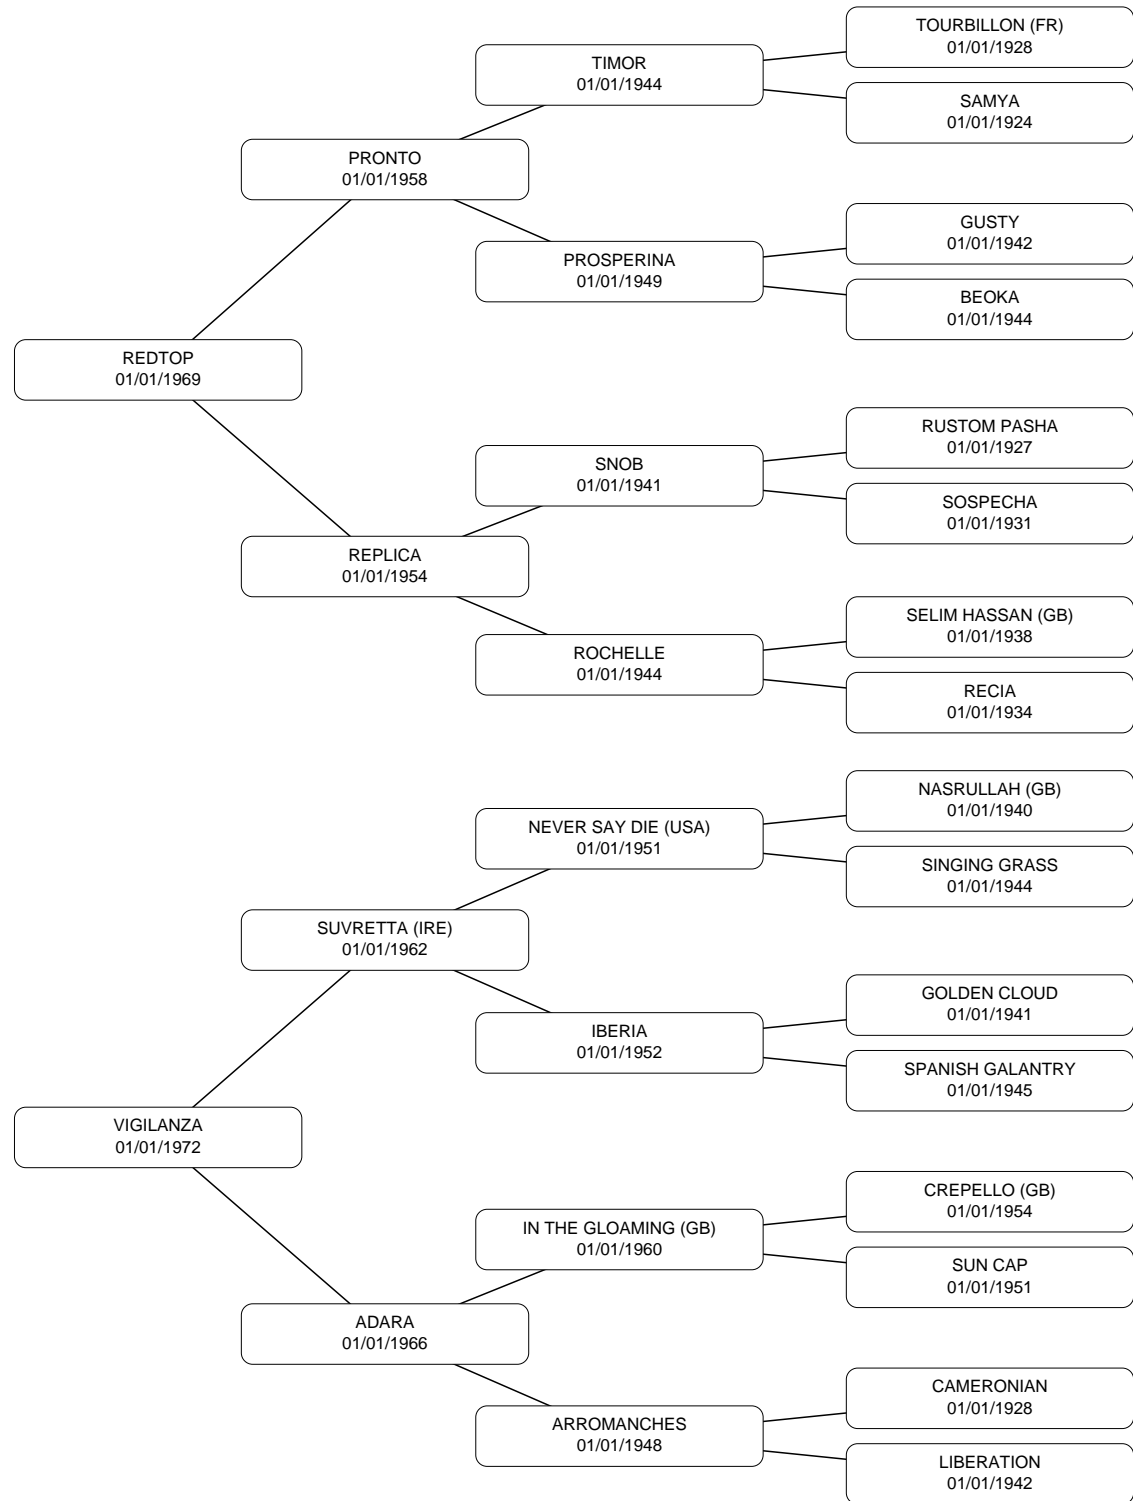 TOURBILLON (FR)
01/01/1928
TIMOR
01/01/1944
SAMYA
01/01/1924
PRONTO
01/01/1958
GUSTY
01/01/1942
PROSPERINA
01/01/1949
BEOKA
01/01/1944
REDTOP
01/01/1969
RUSTOM PASHA
01/01/1927
SNOB
01/01/1941
SOSPECHA
01/01/1931
REPLICA
01/01/1954
SELIM HASSAN (GB)
01/01/1938
ROCHELLE
01/01/1944
RECIA
01/01/1934
NASRULLAH (GB)
01/01/1940
NEVER SAY DIE (USA)
01/01/1951
SINGING GRASS
01/01/1944
SUVRETTA (IRE)
01/01/1962
GOLDEN CLOUD
01/01/1941
IBERIA
01/01/1952
SPANISH GALANTRY
01/01/1945
VIGILANZA
01/01/1972
CREPELLO (GB)
01/01/1954
IN THE GLOAMING (GB)
01/01/1960
SUN CAP
01/01/1951
ADARA
01/01/1966
CAMERONIAN
01/01/1928
ARROMANCHES
01/01/1948
LIBERATION
01/01/1942